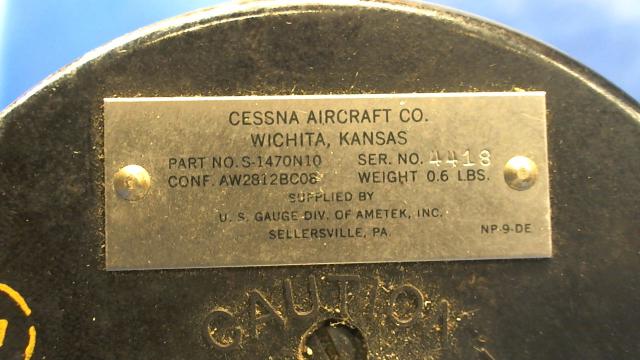 CESSNA AIRCRAFT CO.
WICHITA, KANSAS
PART NO. S-1470N10 SER. NO. 4418
CONF. AW2812BC08 WEIGHT 0.6 LBS.
SUPPLIED BY
U. S. GAUGE DIV. OF AMETEK, INC.
SELLERSVILLE, PA. NP-9-DE
CAUTION